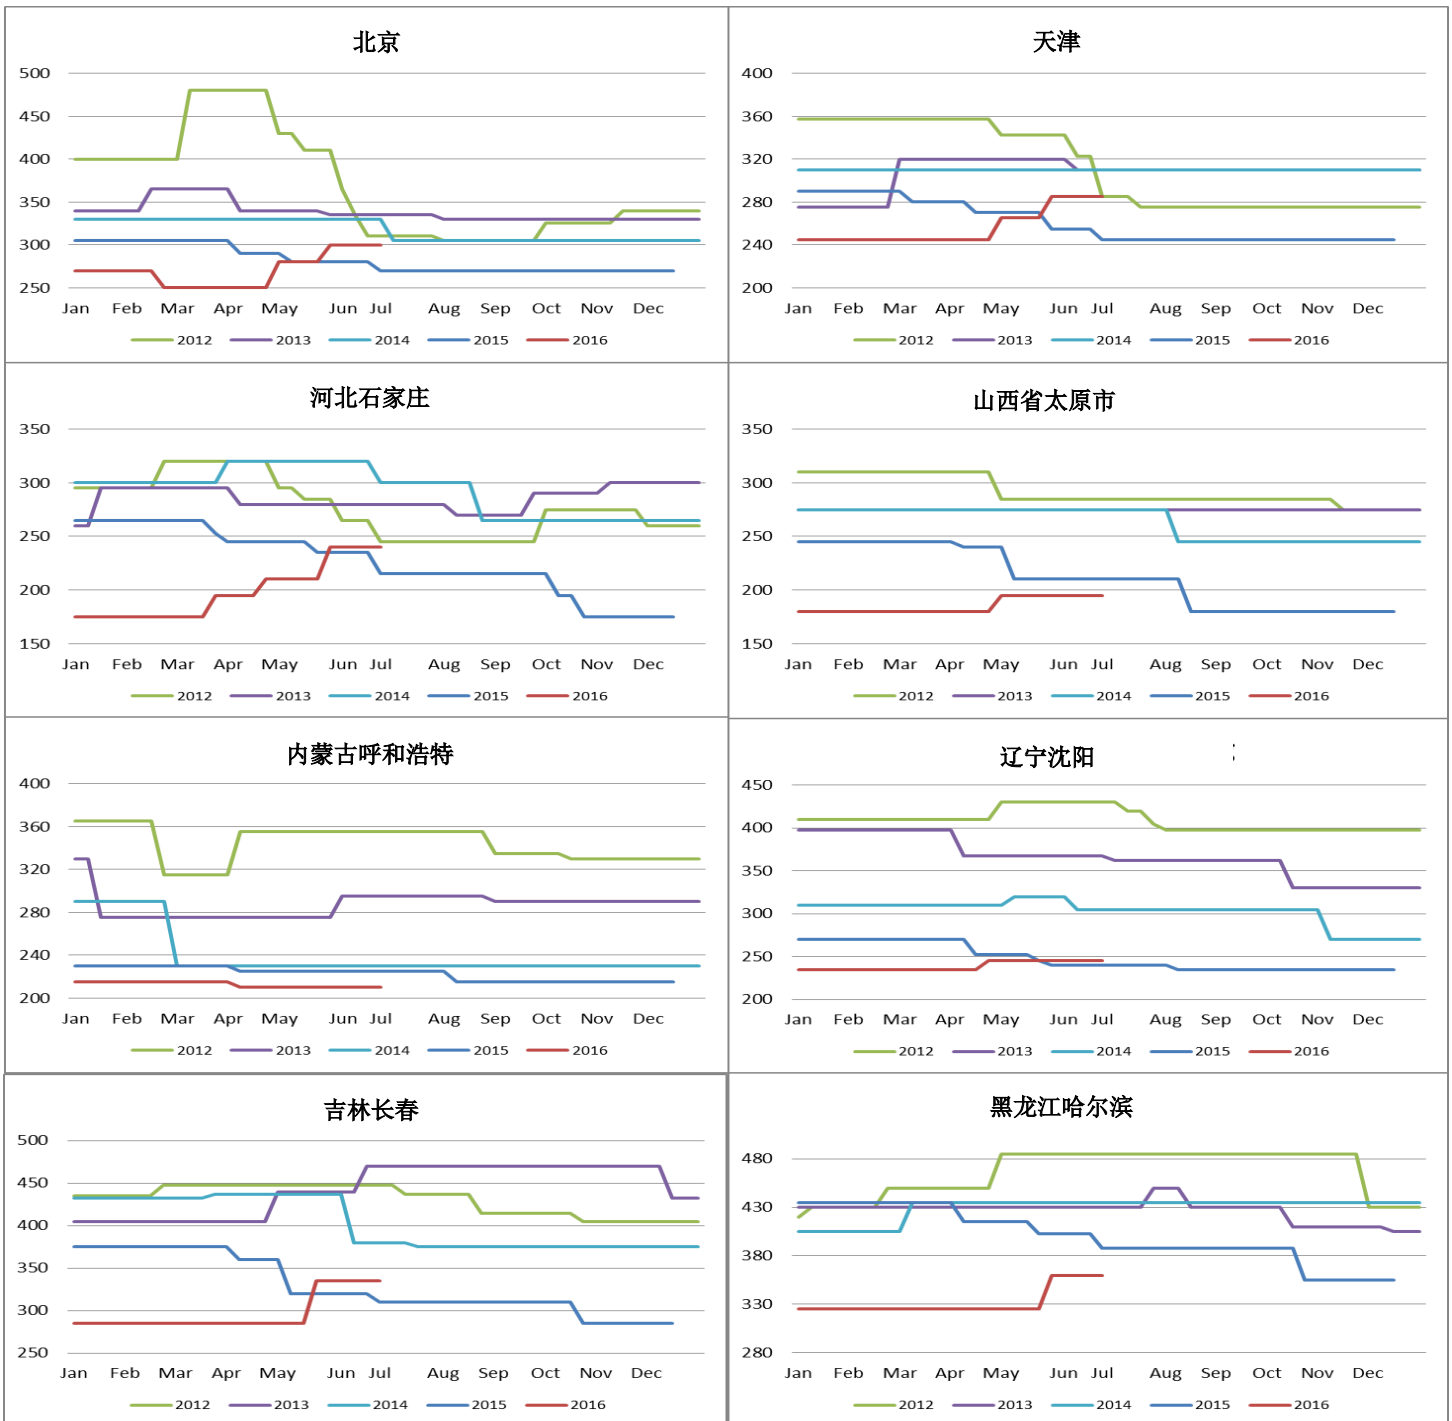 北京
500
450
400
350
300
250
Jan Feb Mar Apr May Jun Jul Aug Sep Oct Nov Dec
2012 2013 2014 2015 2016
天津
400
360
320
280
240
200
Jan Feb Mar Apr May Jun Jul Aug Sep Oct Nov Dec
2012 2013 2014 2015 2016
河北石家庄
350
300
250
200
150
Jan Feb Mar Apr May Jun Jul Aug Sep Oct Nov Dec
2012 2013 2014 2015 2016
山西省太原市
350
300
250
200
150
Jan Feb Mar Apr May Jun Jul Aug Sep Oct Nov Dec
2012 2013 2014 2015 2016
内蒙古呼和浩特
400
360
320
280
240
200
Jan Feb Mar Apr May Jun Jul Aug Sep Oct Nov Dec
2012 2013 2014 2015 2016
辽宁沈阳
450
400
350
300
250
200
Jan Feb Mar Apr May Jun Jul Aug Sep Oct Nov Dec
2012 2013 2014 2015 2016
吉林长春
500
450
400
350
300
250
Jan Feb Mar Apr May Jun Jul Aug Sep Oct Nov Dec
2012 2013 2014 2015 2016
黑龙江哈尔滨
480
430
380
330
280
Jan Feb Mar Apr May Jun Jul Aug Sep Oct Nov Dec
2012 2013 2014 2015 2016